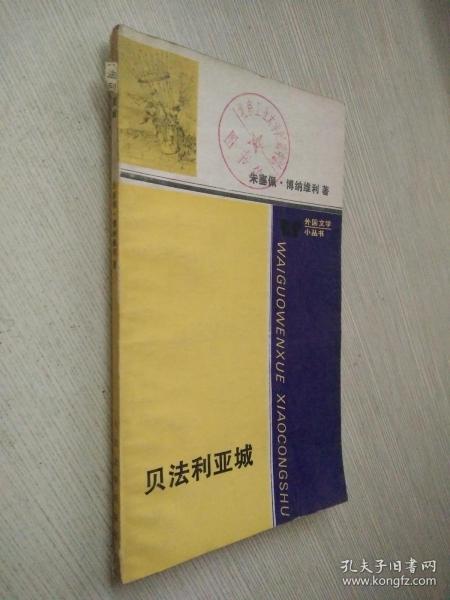 朱塞佩·博纳维利 著
外国文学
小丛书
WAIGUOWENXUE XIAOCONGSHU
贝法利亚城
孔夫子旧书网
www.kongfz.com